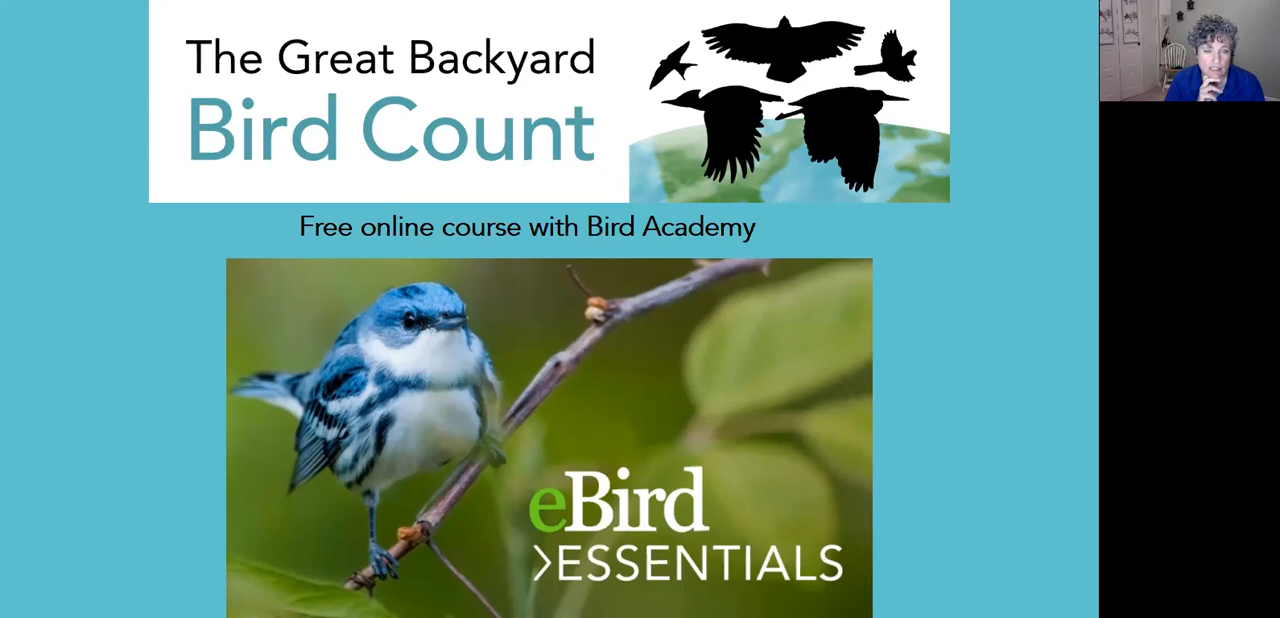 The Great Backyard
Bird Count
Free online course with Bird Academy
eBird
>ESSENTIALS